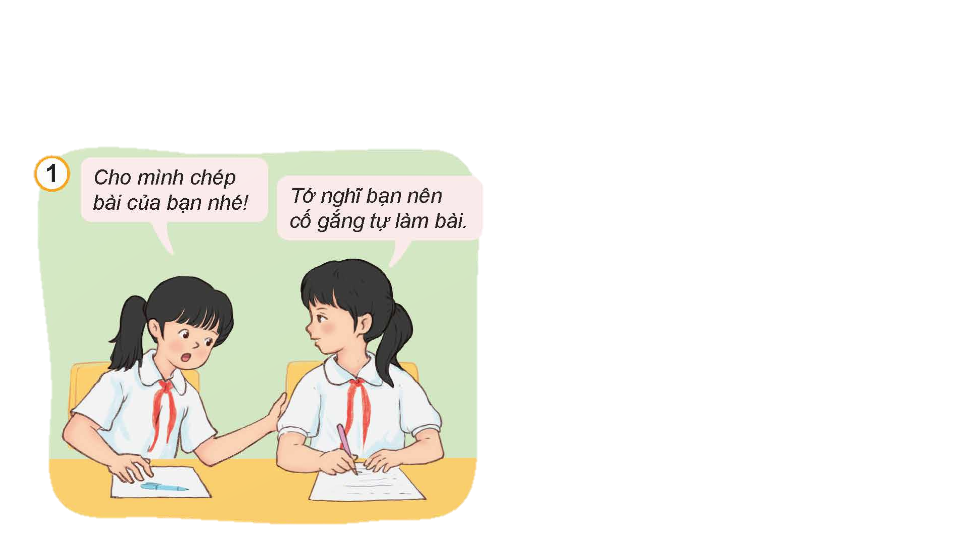 1
Cho mình chép
bài của bạn nhé!
Tớ nghĩ bạn nên
cố gắng tự làm bài.